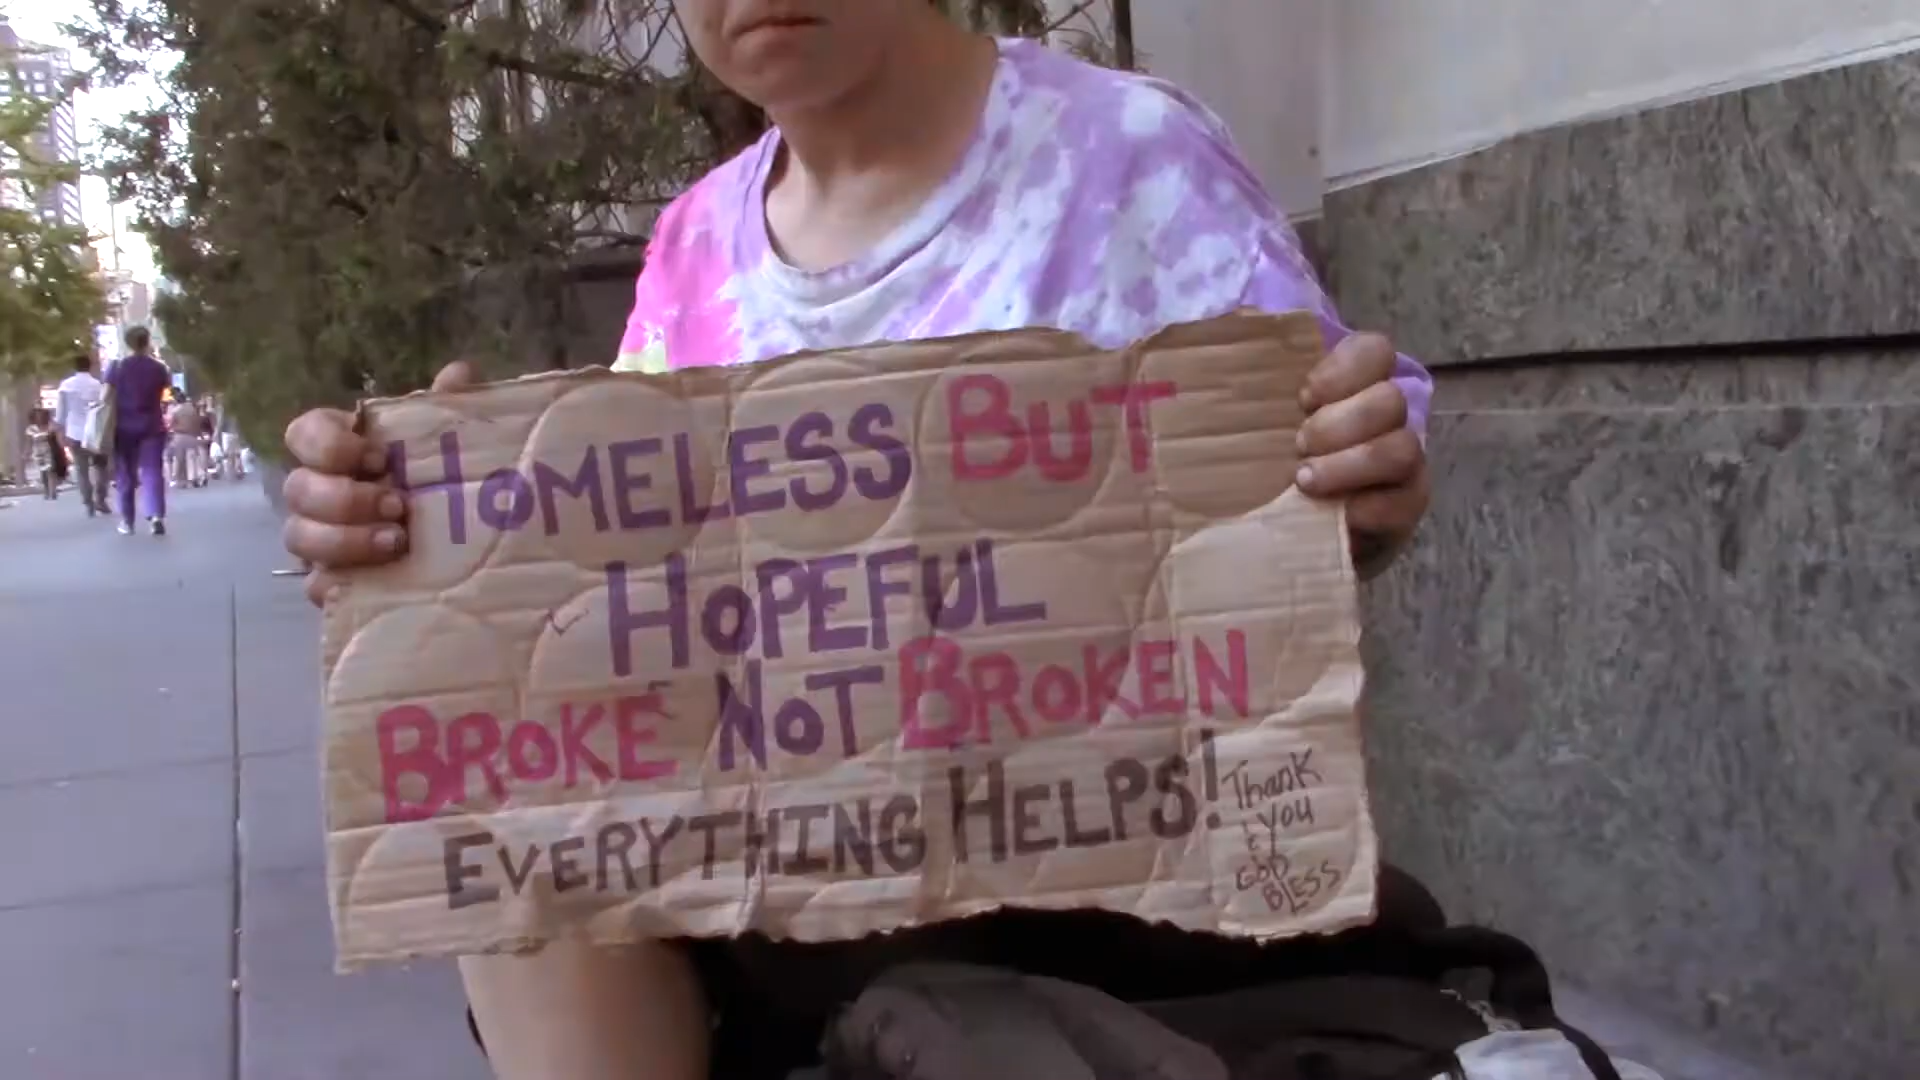 HOMELESS BUT
HOPEFUL
BROKE NOT BROKEN
EVERYTHING HELPS!
Thank
you
GOD
BLESS